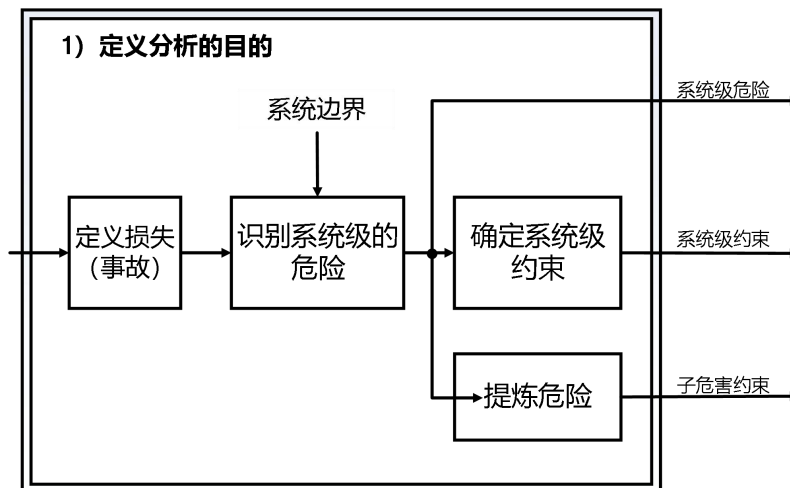 1）定义分析的目的
系统级危险
系统边界
定义损失
（事故）
识别系统级的
危险
确定系统级
约束
系统级约束
提炼危险
子危害约束